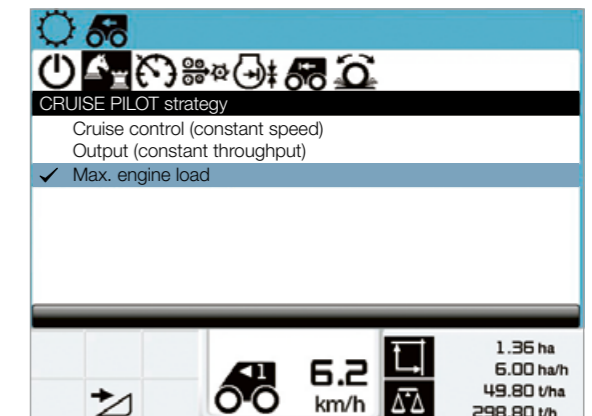 CRUISE PILOT strategy
Cruise control (constant speed)
Output (constant throughput)
Max. engine load
1
6.2
km/h
1.36 ha
6.00 ha/h
49.80 t/ha
298.80 t/h